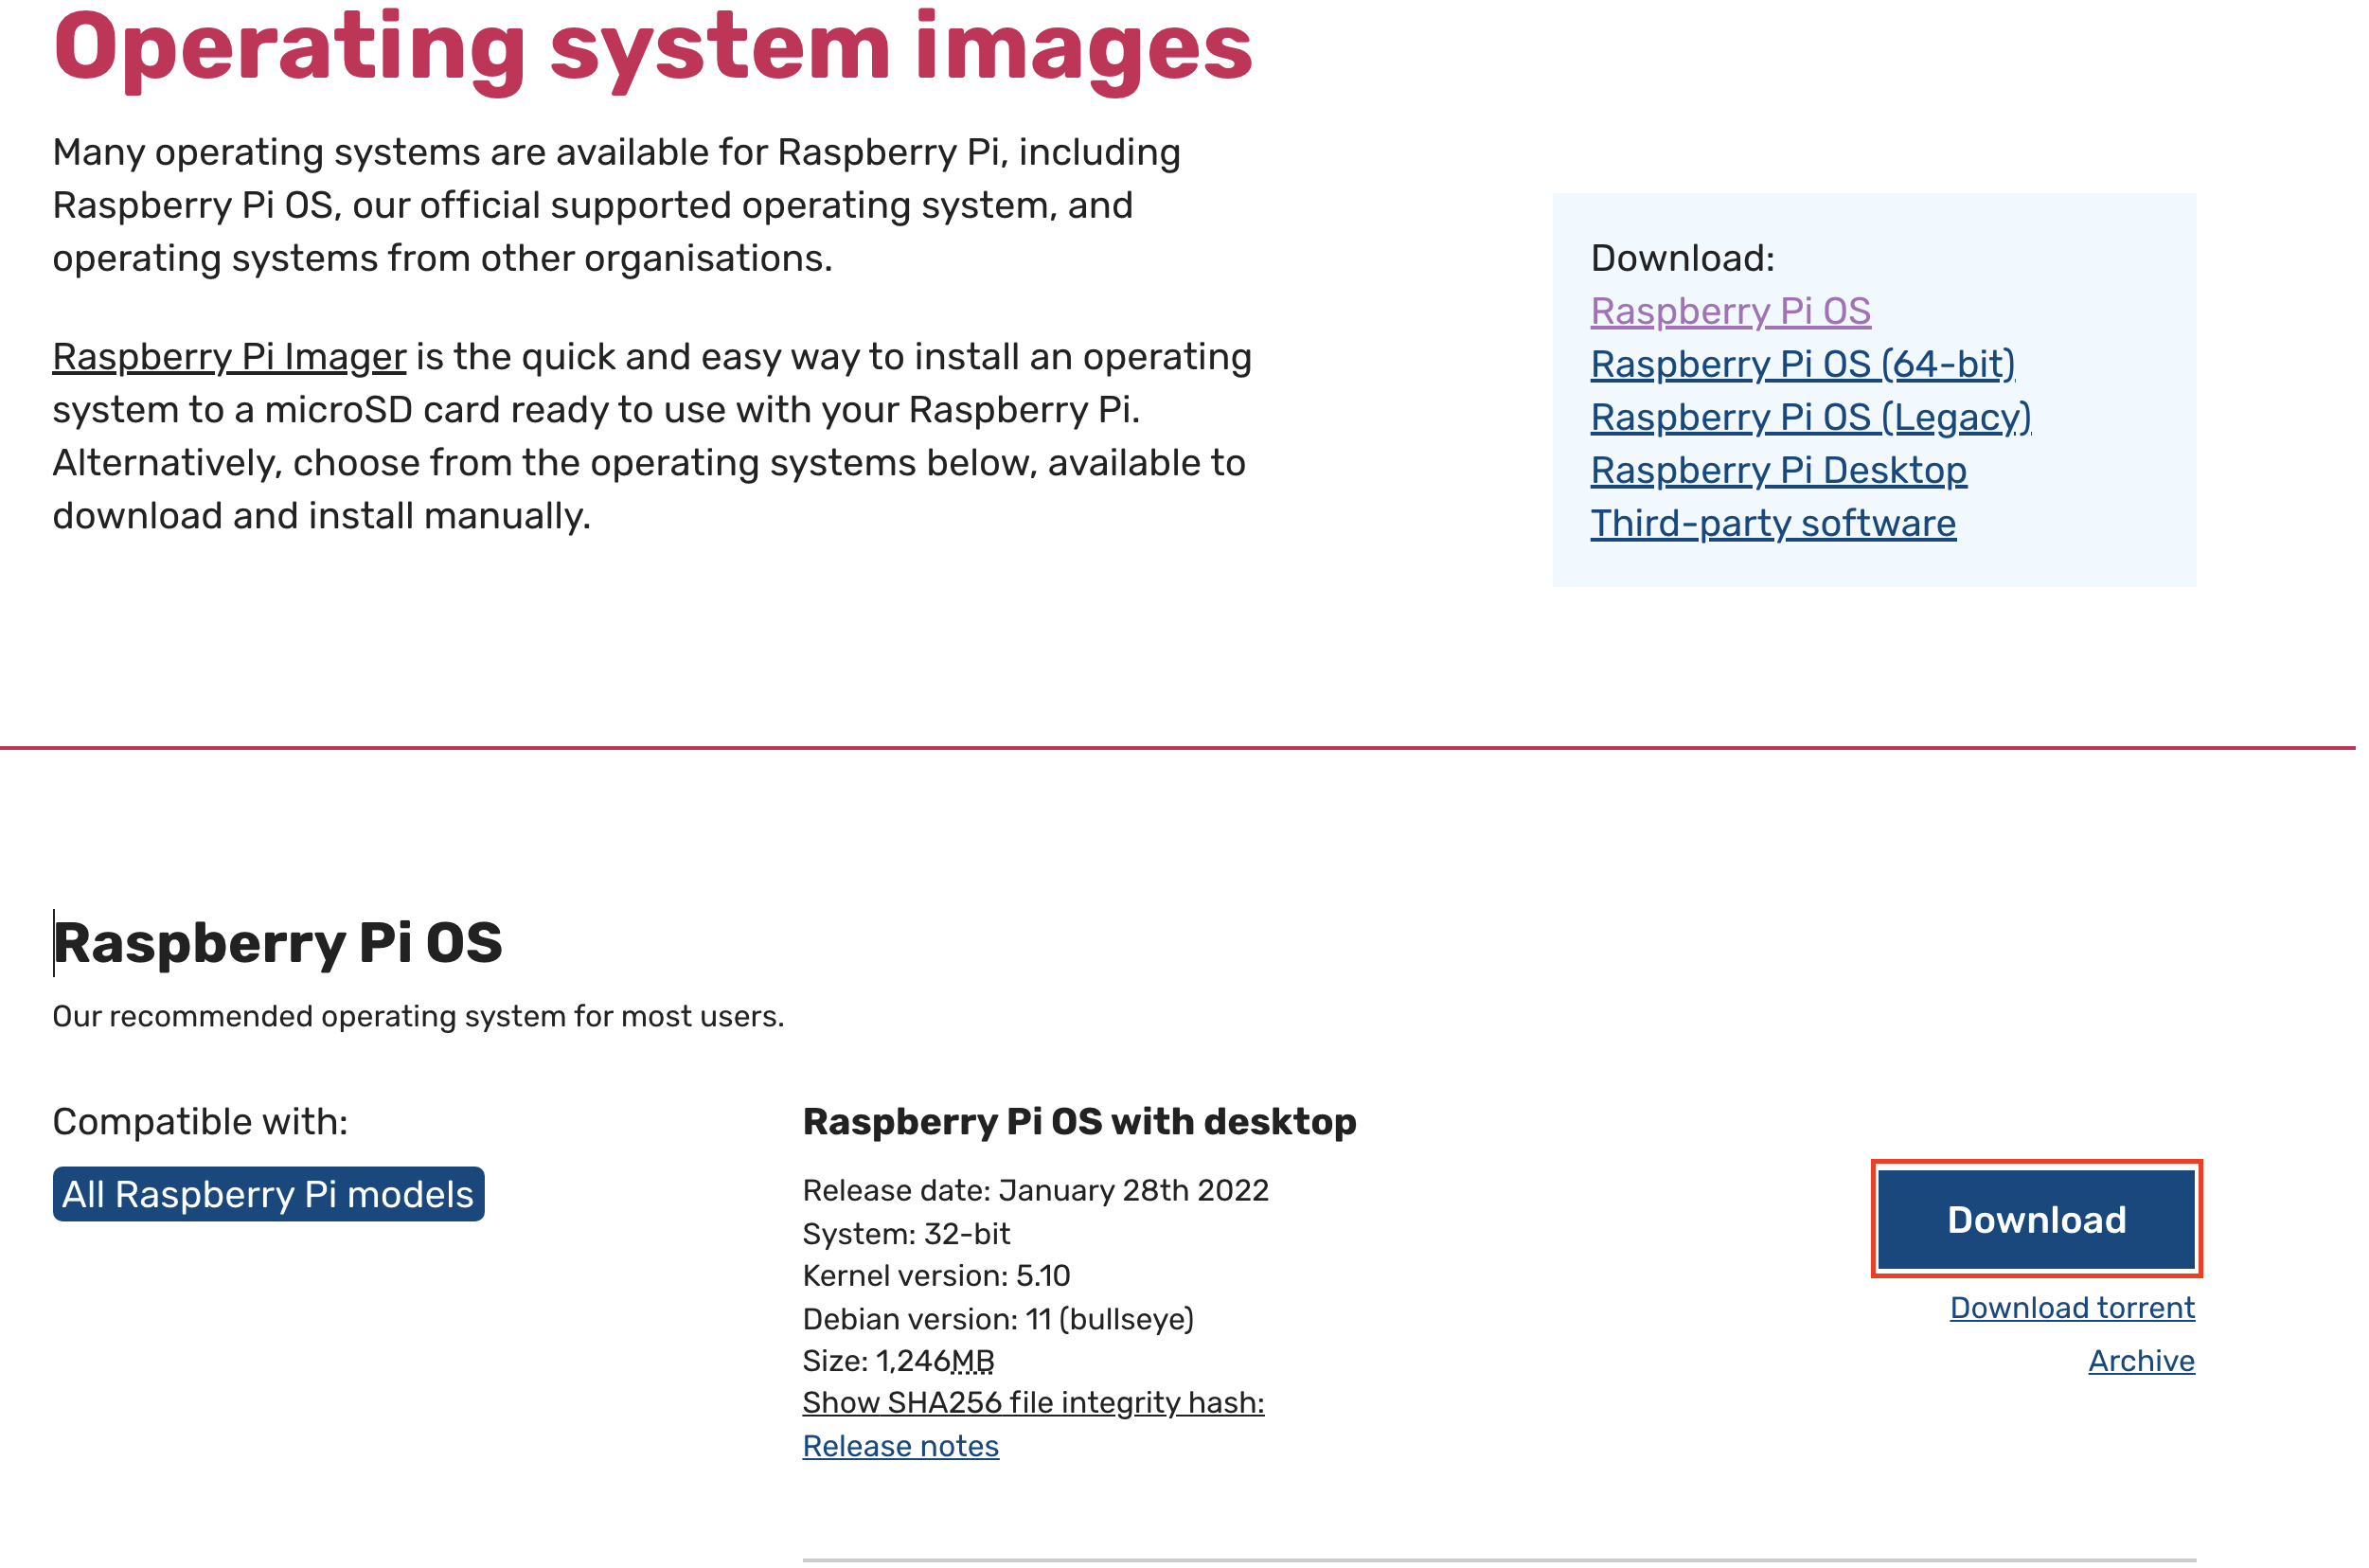 Operating system images
Many operating systems are available for Raspberry Pi, including
Raspberry Pi OS, our official supported operating system, and
operating systems from other organisations.
Raspberry Pi Imager is the quick and easy way to install an operating
system to a microSD card ready to use with your Raspberry Pi.
Alternatively, choose from the operating systems below, available to
download and install manually.
Download:
Raspberry Pi OS
Raspberry Pi OS (64-bit)
Raspberry Pi OS (Legacy)
Raspberry Pi Desktop
Third-party software
Raspberry Pi OS
Our recommended operating system for most users.
Compatible with:
All Raspberry Pi models
Raspberry Pi OS with desktop
Release date: January 28th 2022
System: 32-bit
Kernel version: 5.10
Debian version: 11 (bullseye)
Size: 1,246MB
Show SHA256 file integrity hash:
Release notes
Download
Download torrent
Archive